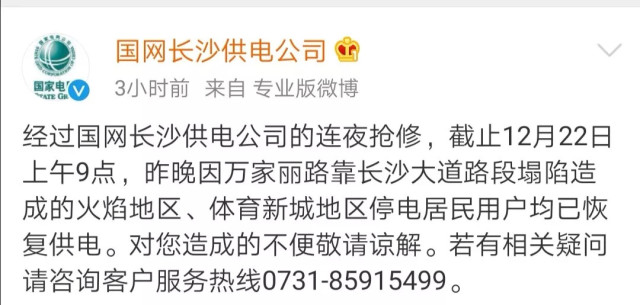 国网长沙供电公司
国家电
3小时前 来自 专业版微博
经过国网长沙供电公司的连夜抢修，截止12月22日
上午9点，昨晚因万家丽路靠长沙大道路段塌陷造
成的火焰地区、体育新城地区停电居民用户均已恢
复供电。对您造成的不便敬请谅解。若有相关疑问
请咨询客户服务热线0731-85915499。